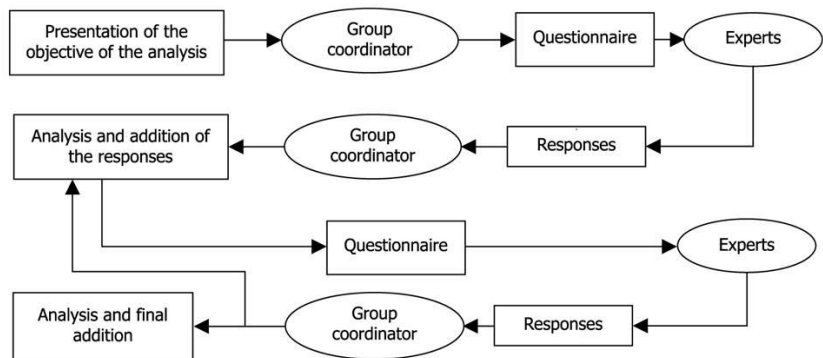 Presentation of the
objective of the analysis
Group
coordinator
Questionnaire
Experts
Analysis and addition of
the responses
Group
coordinator
Responses
Experts
Questionnaire
Analysis and final
addition
Group
coordinator
Responses